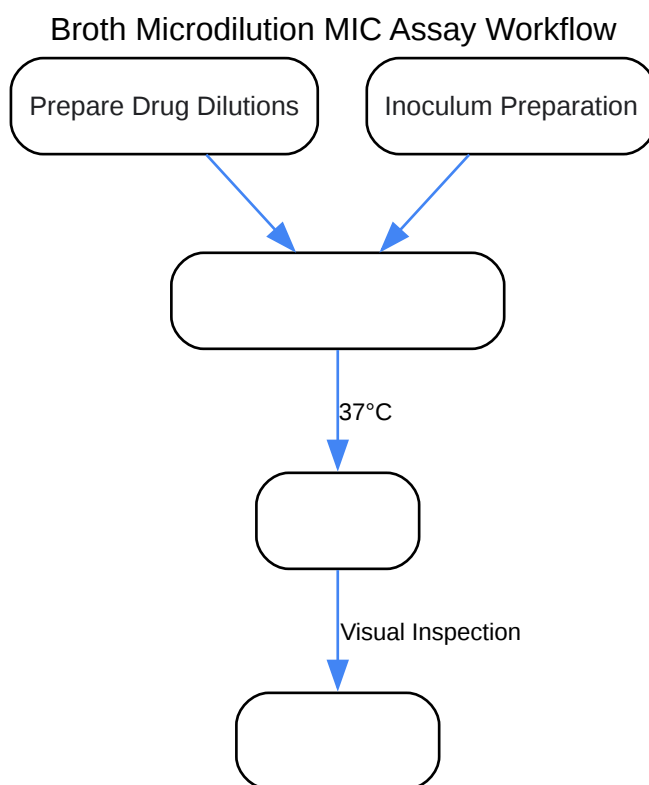 Broth Microdilution MIC Assay Workflow
Prepare Drug Dilutions
Inoculum Preparation
37°C
Visual Inspection